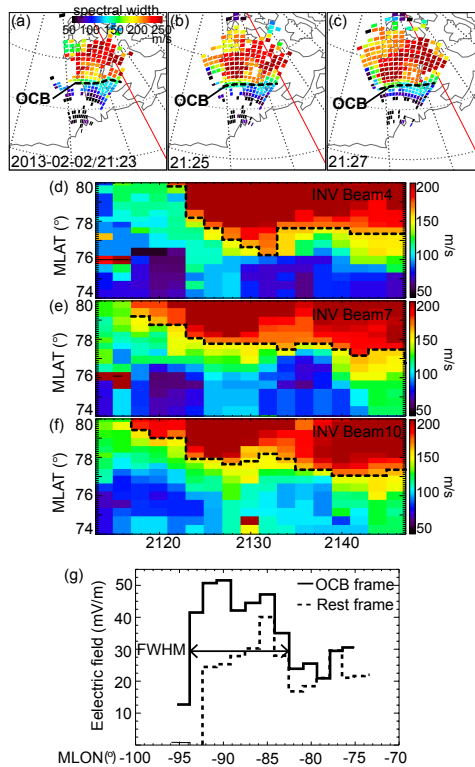 (a) spectral width (b) (c)
50 100 150 200 250
m/s
OCB OCB OCB
2013-02-02/21:23 21:25 21:27
(d) 80 INV Beam4 200
78 150
MLAT (°) m/s
76 100
74 50
(e) 80 INV Beam7 200
78 150
MLAT (°) m/s
76 100
74 50
(f) 80 INV Beam10 200
78 150
MLAT (°) m/s
76 100
74 50
2120 2130 2140
(g)
Eelectric field (mV/m)
50 OCB frame
40 Rest frame
30 FWHM
20
10
MLON(°) -100 -95 -90 -85 -80 -75 -70